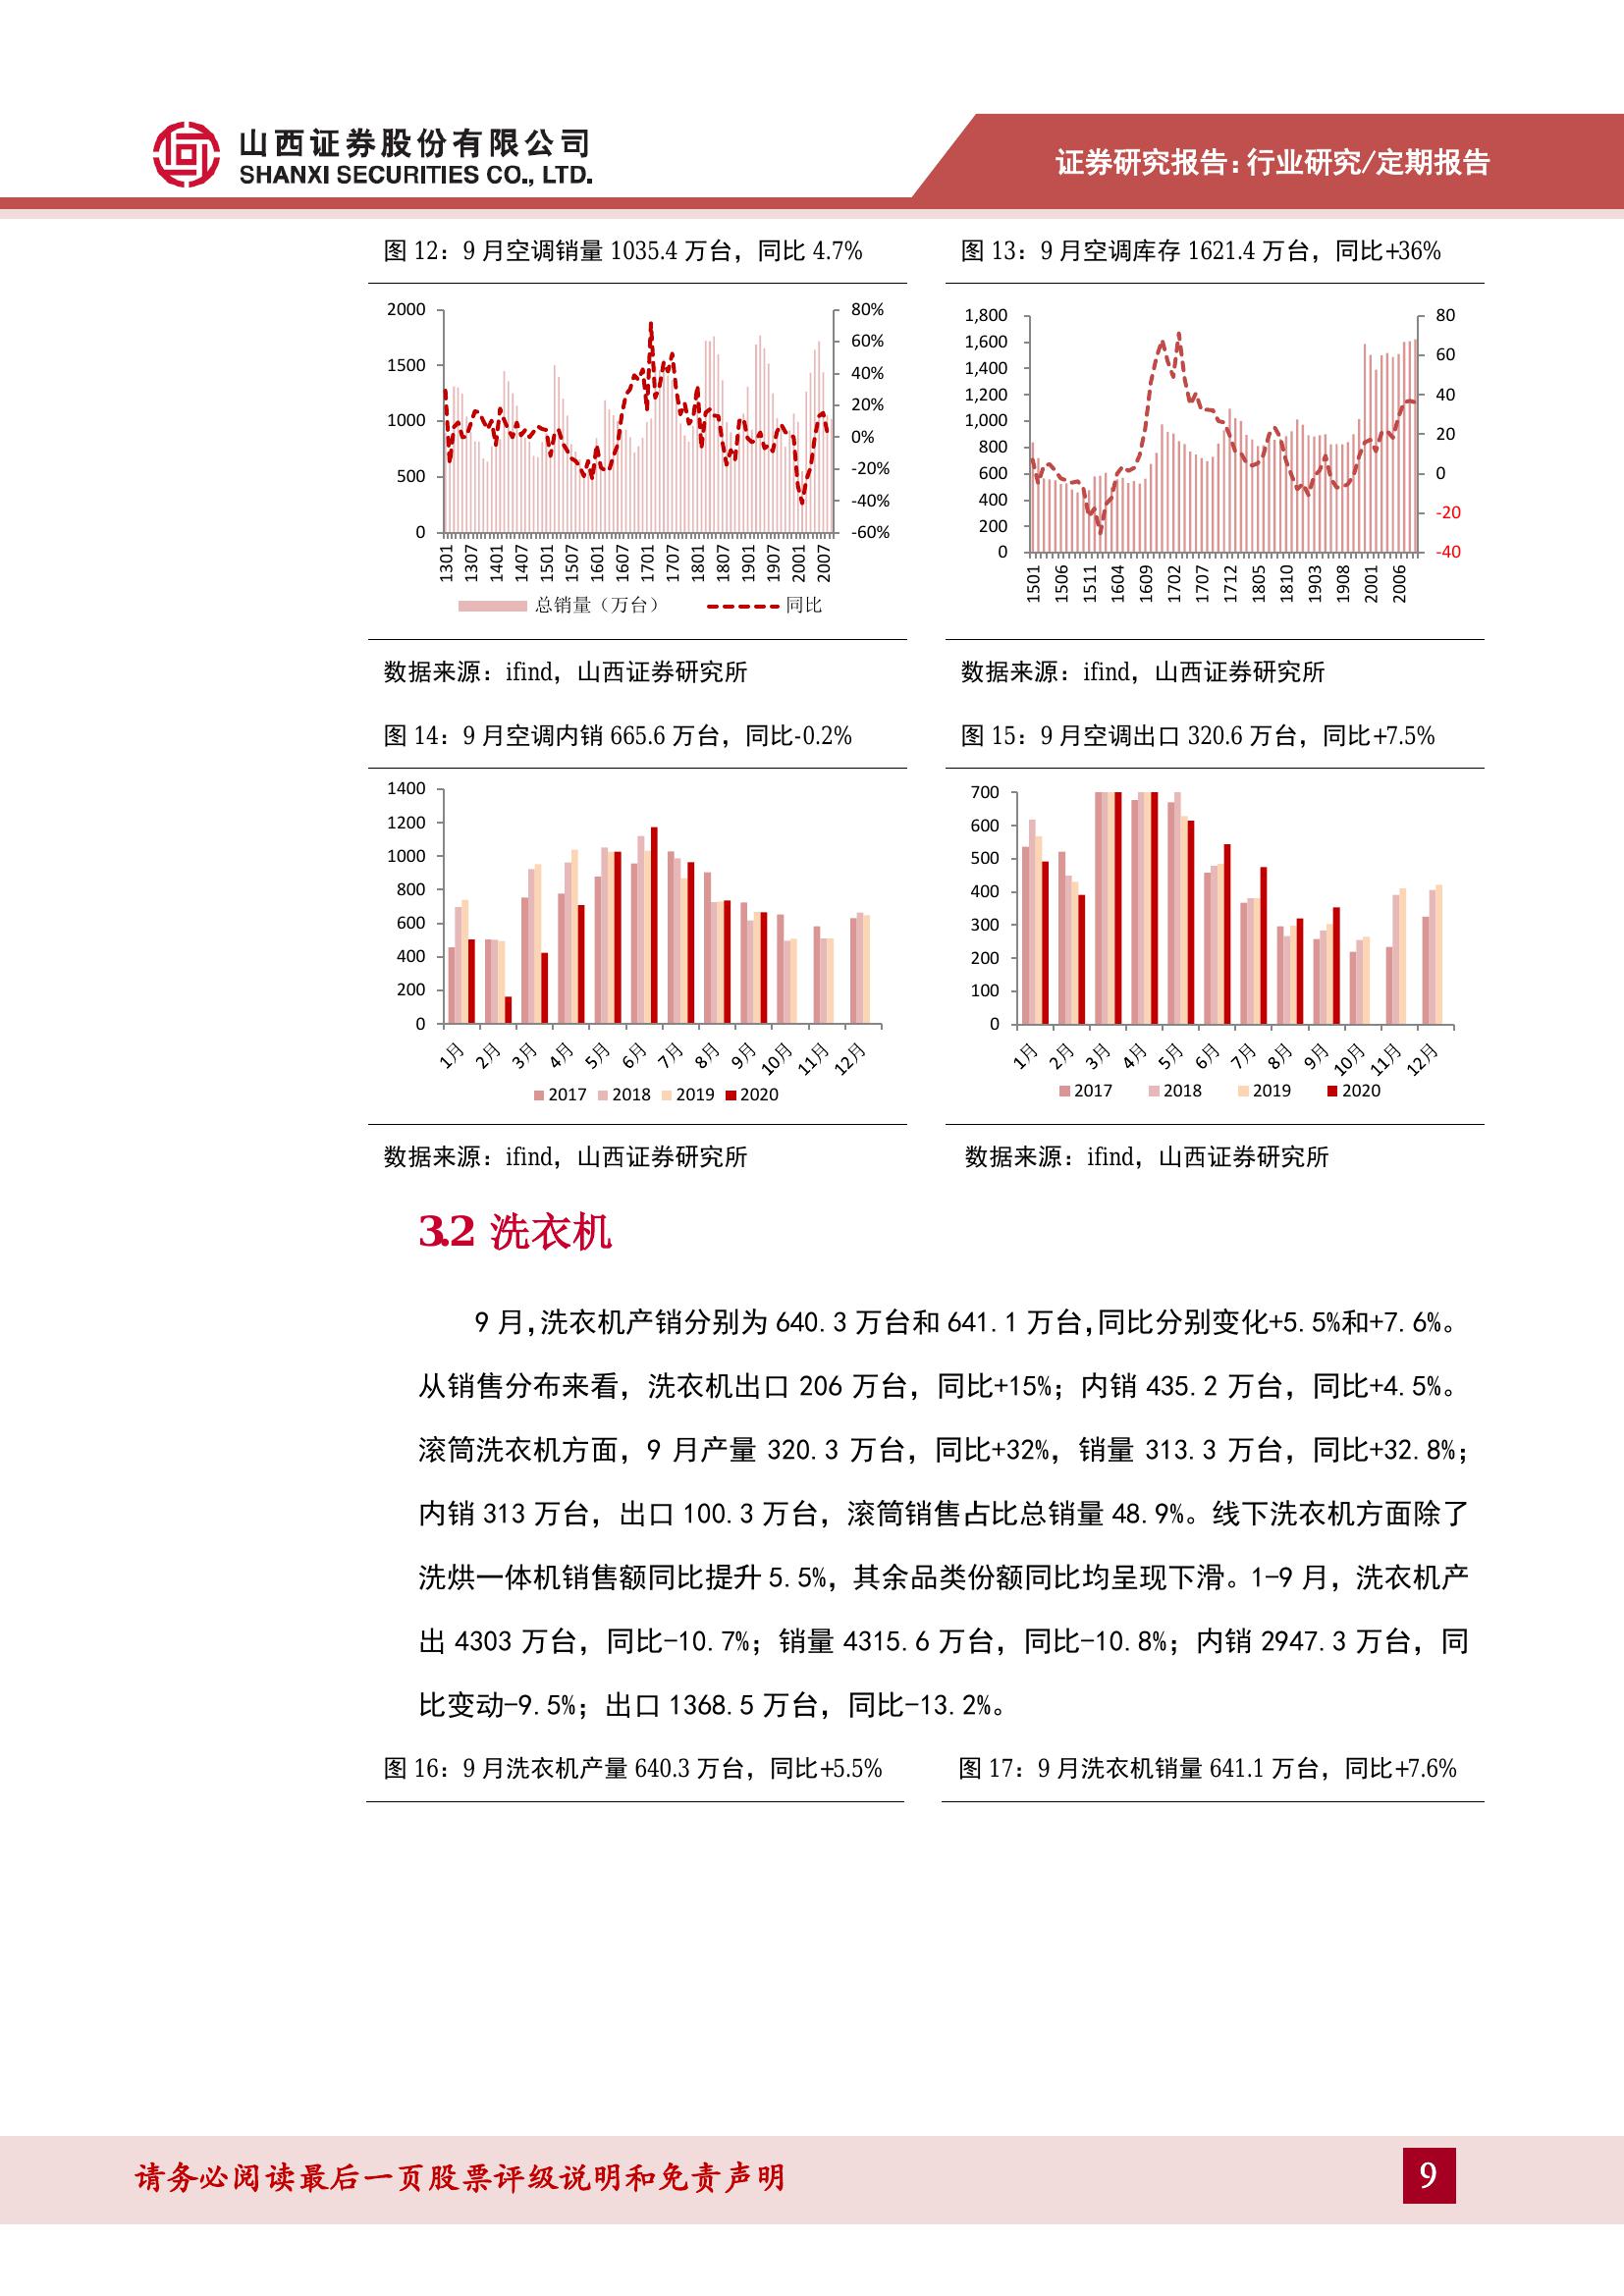 山西证券股份有限公司
SHANXI SECURITIES CO., LTD.
证券研究报告：行业研究/定期报告
图 12：9 月空调销量 1035.4 万台，同比 4.7%
2000
1500
1000
500
0
80%
60%
40%
20%
0%
-20%
-40%
-60%
1301 1307 1401 1407 1501 1507 1601 1607 1701 1707 1801 1807 1901 1907 2001 2007
总销量（万台） 同比
数据来源：ifind，山西证券研究所
图 13：9 月空调库存 1621.4 万台，同比+36%
1,800
1,600
1,400
1,200
1,000
800
600
400
200
0
80
60
40
20
0
-20
-40
1501 1506 1511 1604 1609 1702 1707 1712 1805 1810 1903 1908 2001 2006
数据来源：ifind，山西证券研究所
图 14：9 月空调内销 665.6 万台，同比-0.2%
1400
1200
1000
800
600
400
200
0
1月 2月 3月 4月 5月 6月 7月 8月 9月 10月 11月 12月
2017 2018 2019 2020
数据来源：ifind，山西证券研究所
图 15：9 月空调出口 320.6 万台，同比+7.5%
700
600
500
400
300
200
100
0
1月 2月 3月 4月 5月 6月 7月 8月 9月 10月 11月 12月
2017 2018 2019 2020
数据来源：ifind，山西证券研究所
3.2 洗衣机
9 月，洗衣机产销分别为 640.3 万台和 641.1 万台，同比分别变化+5.5%和+7.6%。
从销售分布来看，洗衣机出口 206 万台，同比+15%；内销 435.2 万台，同比+4.5%。
滚筒洗衣机方面，9 月产量 320.3 万台，同比+32%，销量 313.3 万台，同比+32.8%；
内销 313 万台，出口 100.3 万台，滚筒销售占比总销量 48.9%。线下洗衣机方面除了
洗烘一体机销售额同比提升 5.5%，其余品类份额同比均呈现下滑。1-9 月，洗衣机产
出 4303 万台，同比-10.7%；销量 4315.6 万台，同比-10.8%；内销 2947.3 万台，同
比变动-9.5%；出口 1368.5 万台，同比-13.2%。
图 16：9 月洗衣机产量 640.3 万台，同比+5.5%
图 17：9 月洗衣机销量 641.1 万台，同比+7.6%
请务必阅读最后一页股票评级说明和免责声明
9